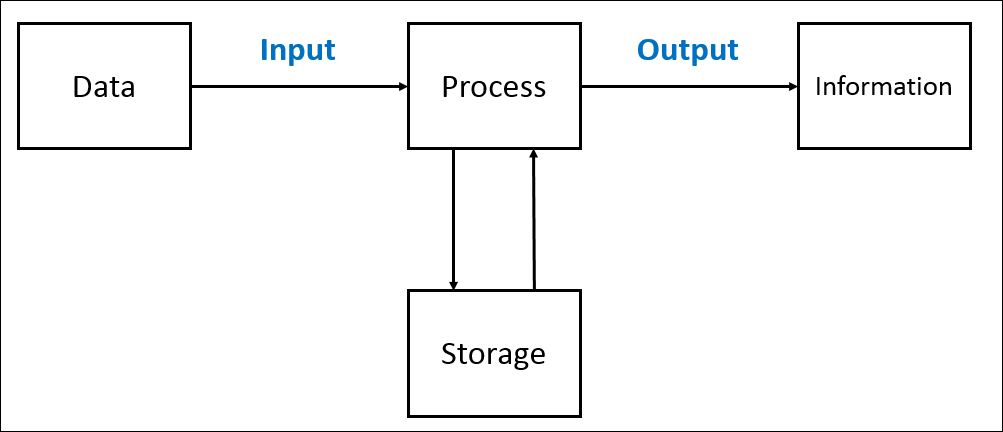 Data
Input
Process
Output
Information
Storage